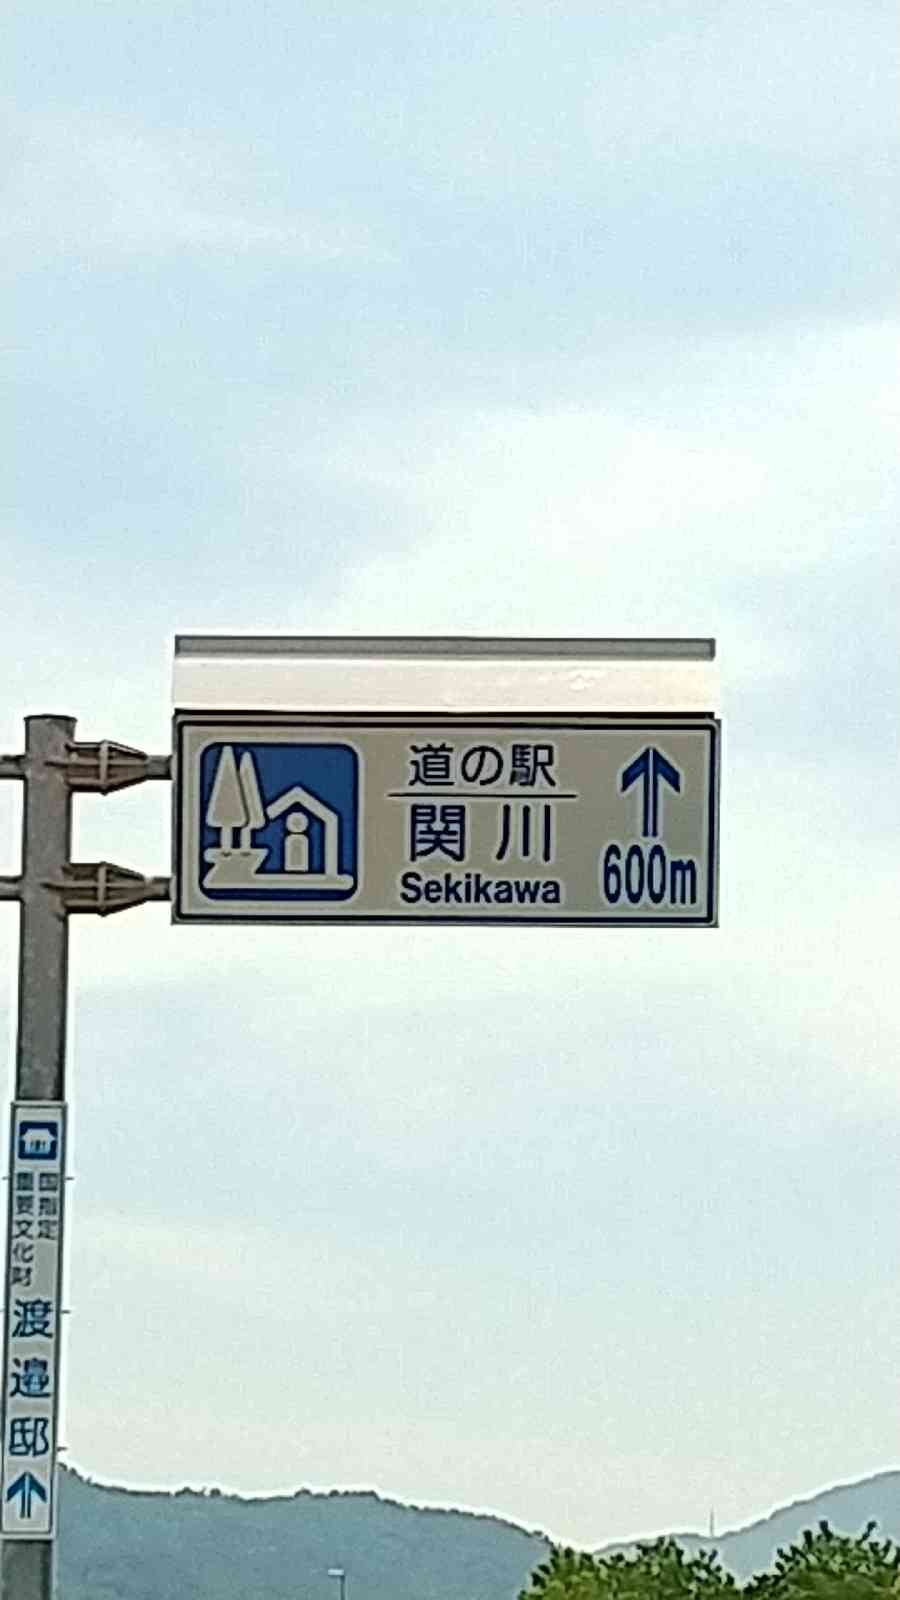 道の駅
関川
Sekikawa
600m
国指定
重要文化財
渡邉邸